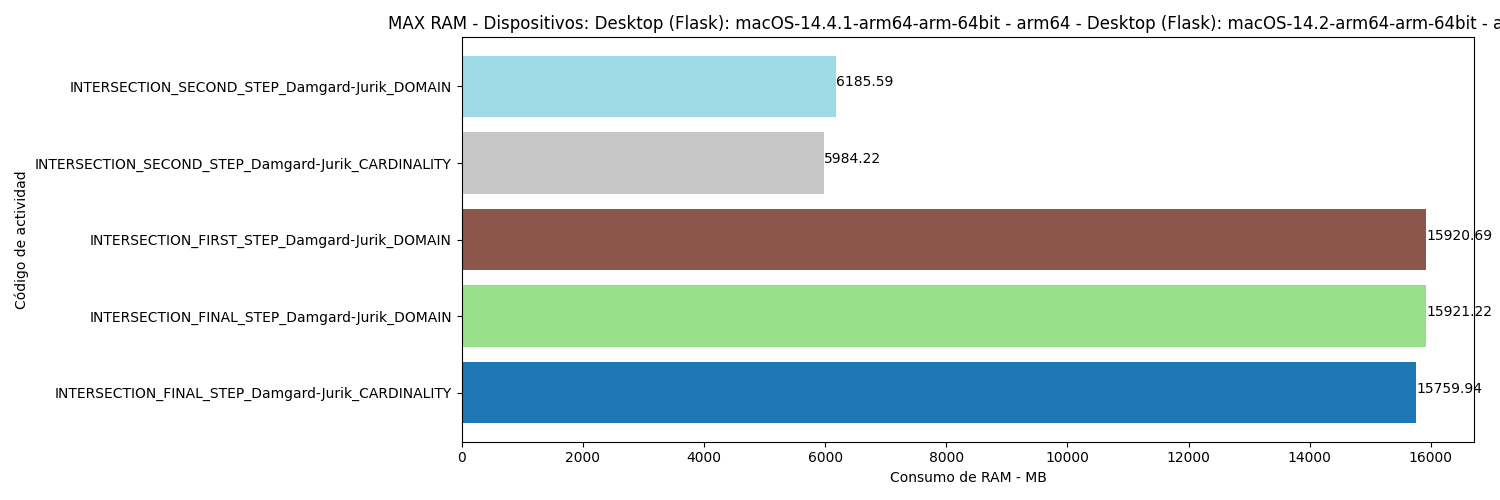 MAX RAM - Dispositivos: Desktop (Flask): macOS-14.4.1-arm64-arm-64bit - arm64 - Desktop (Flask): macOS-14.2-arm64-arm-64bit - a
INTERSECTION_SECOND_STEP_Damgard-Jurik_DOMAIN
6185.59
INTERSECTION_SECOND_STEP_Damgard-Jurik_CARDINALITY
5984.22
INTERSECTION_FIRST_STEP_Damgard-Jurik_DOMAIN
15920.69
INTERSECTION_FINAL_STEP_Damgard-Jurik_DOMAIN
15921.22
INTERSECTION_FINAL_STEP_Damgard-Jurik_CARDINALITY
15759.94
Código de actividad
0 2000 4000 6000 8000 10000 12000 14000 16000
Consumo de RAM - MB